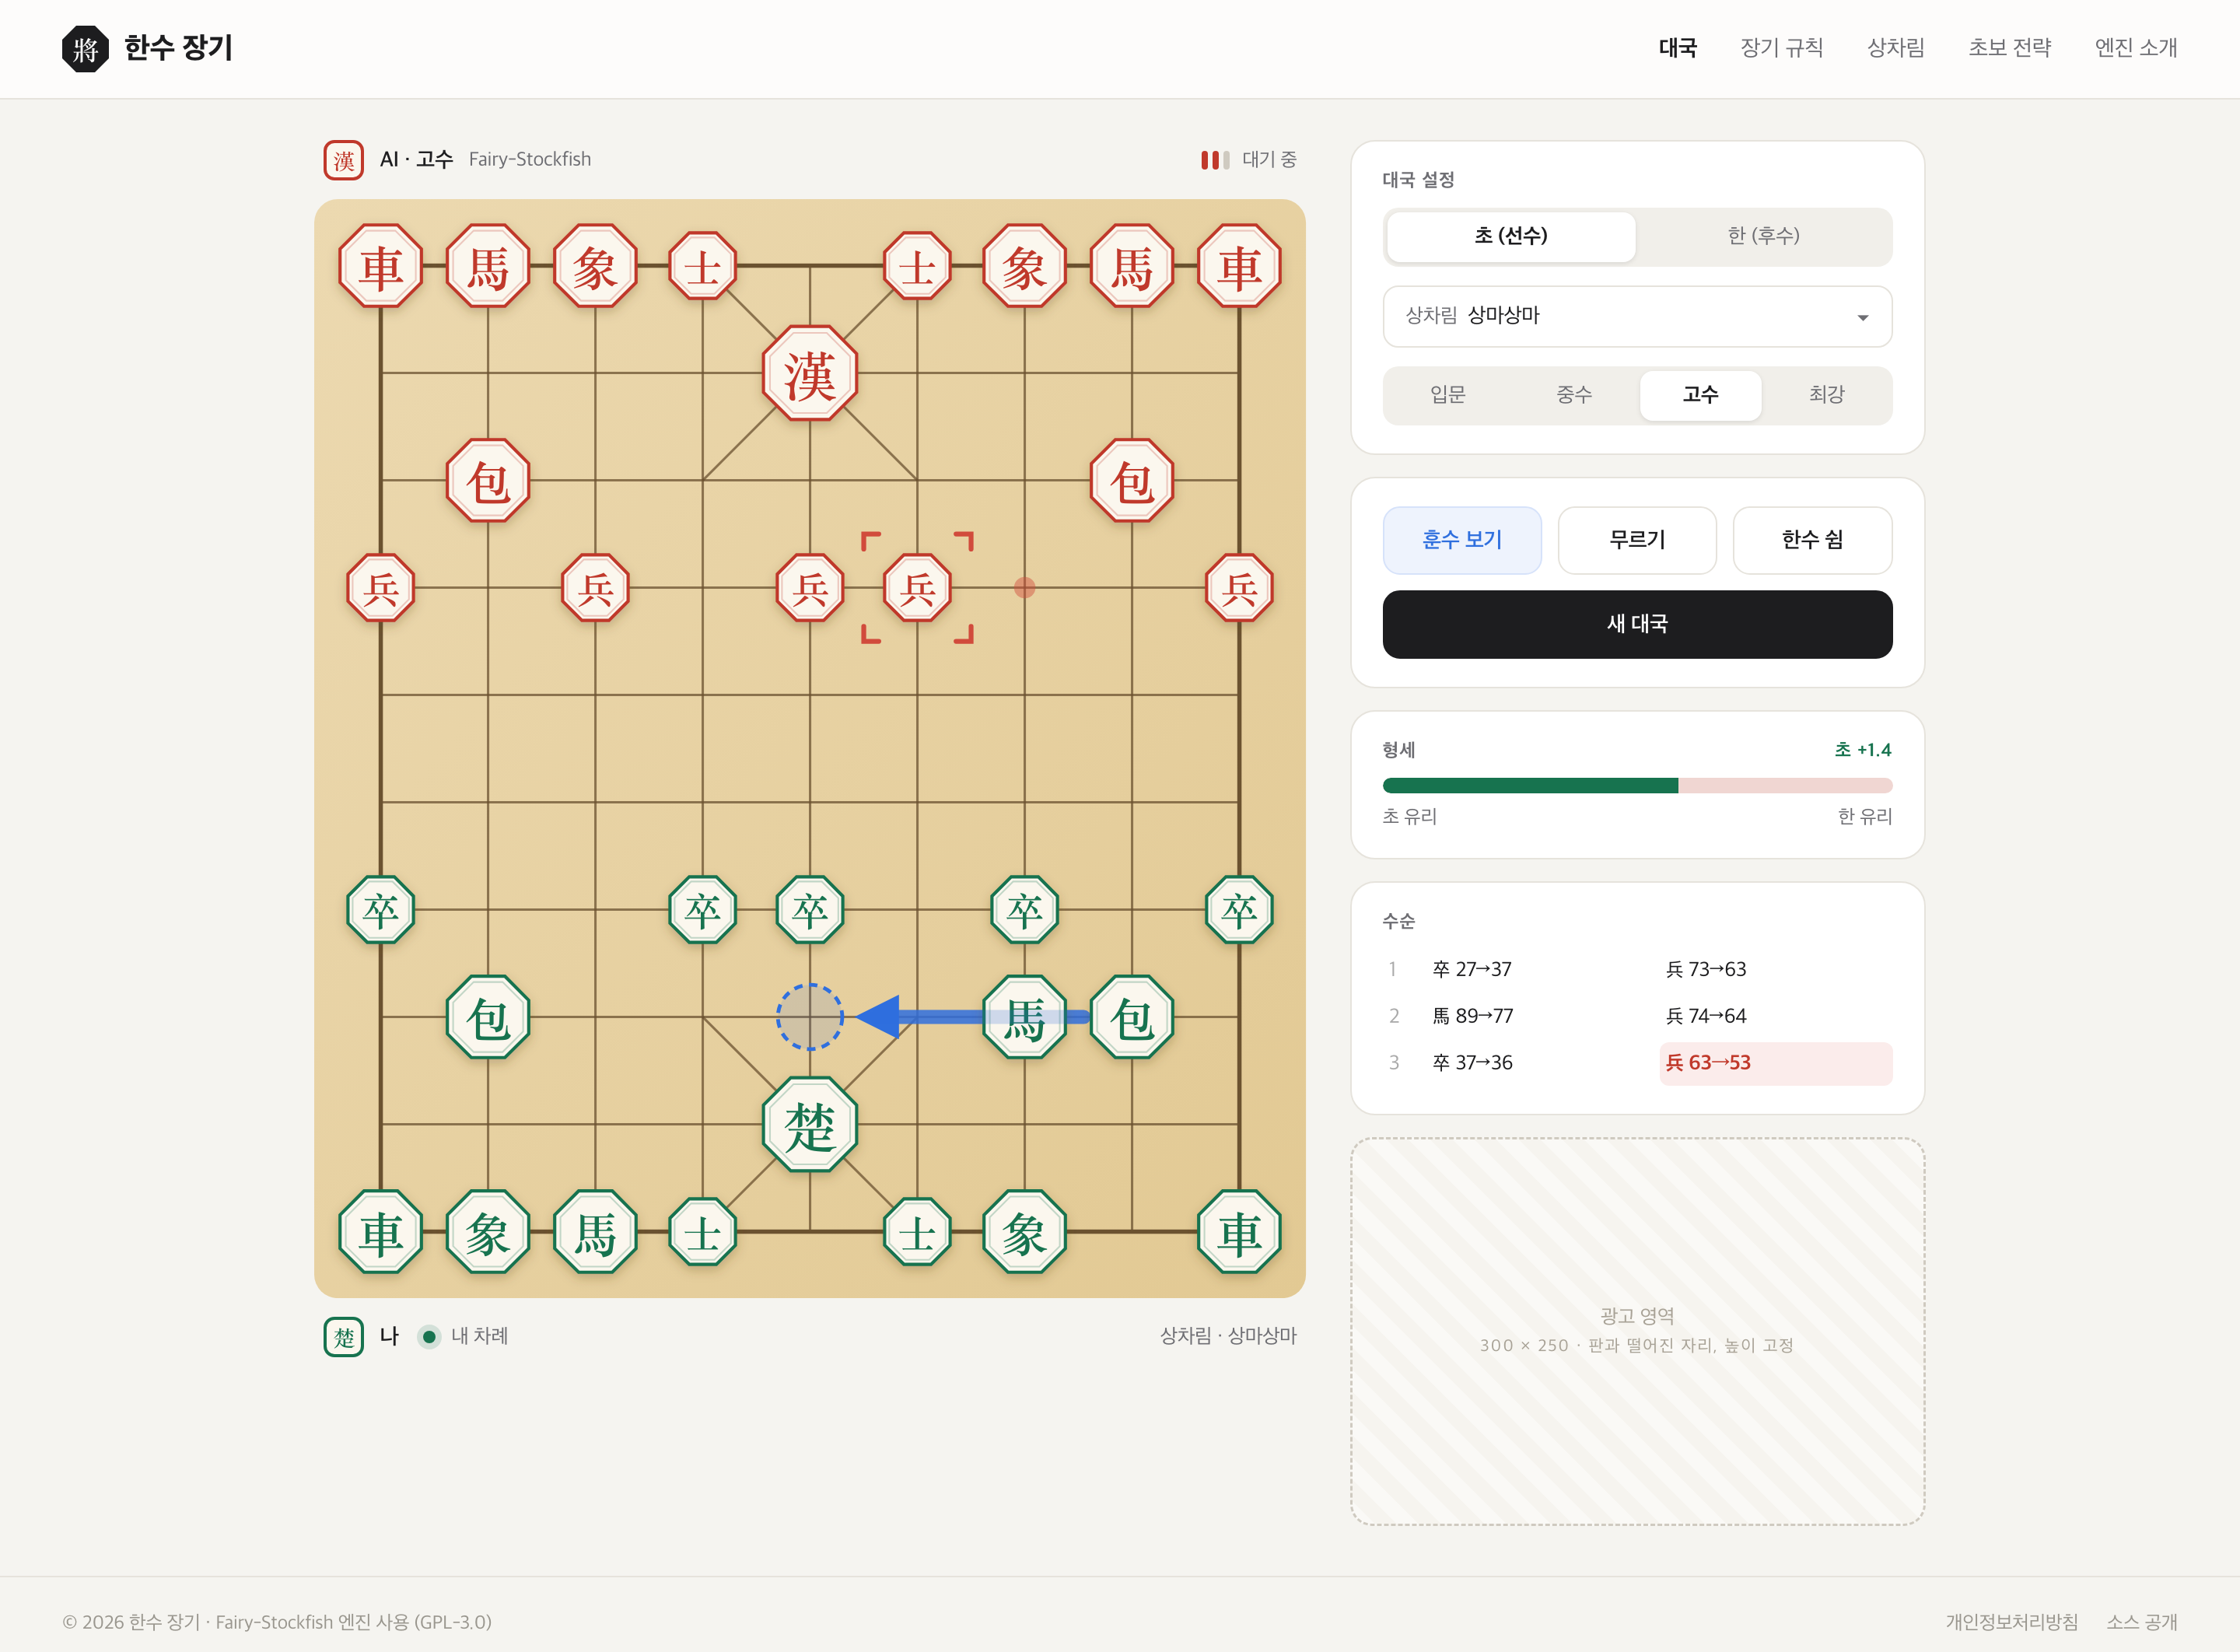 將 한수 장기
대국 장기 규칙 상차림 초보 전략 엔진 소개
漢 AI · 고수 Fairy-Stockfish 대기 중
車 馬 象 士 士 象 馬 車
漢
包 包
兵 兵 兵 兵 兵
卒 卒 卒 卒 卒
包 馬 包
楚
車 象 馬 士 士 象 車
楚 나 내 차례 상차림 · 상마상마
대국 설정
초 (선수) 한 (후수)
상차림 상마상마
입문 중수 고수 최강
훈수 보기 무르기 한수 쉼
새 대국
형세 초 +1.4
초 유리 한 유리
수순
1 卒 27→37 兵 73→63
2 馬 89→77 兵 74→64
3 卒 37→36 兵 63→53
광고 영역
300 × 250 · 판과 떨어진 자리, 높이 고정
© 2026 한수 장기 · Fairy-Stockfish 엔진 사용 (GPL-3.0) 개인정보처리방침 소스 공개